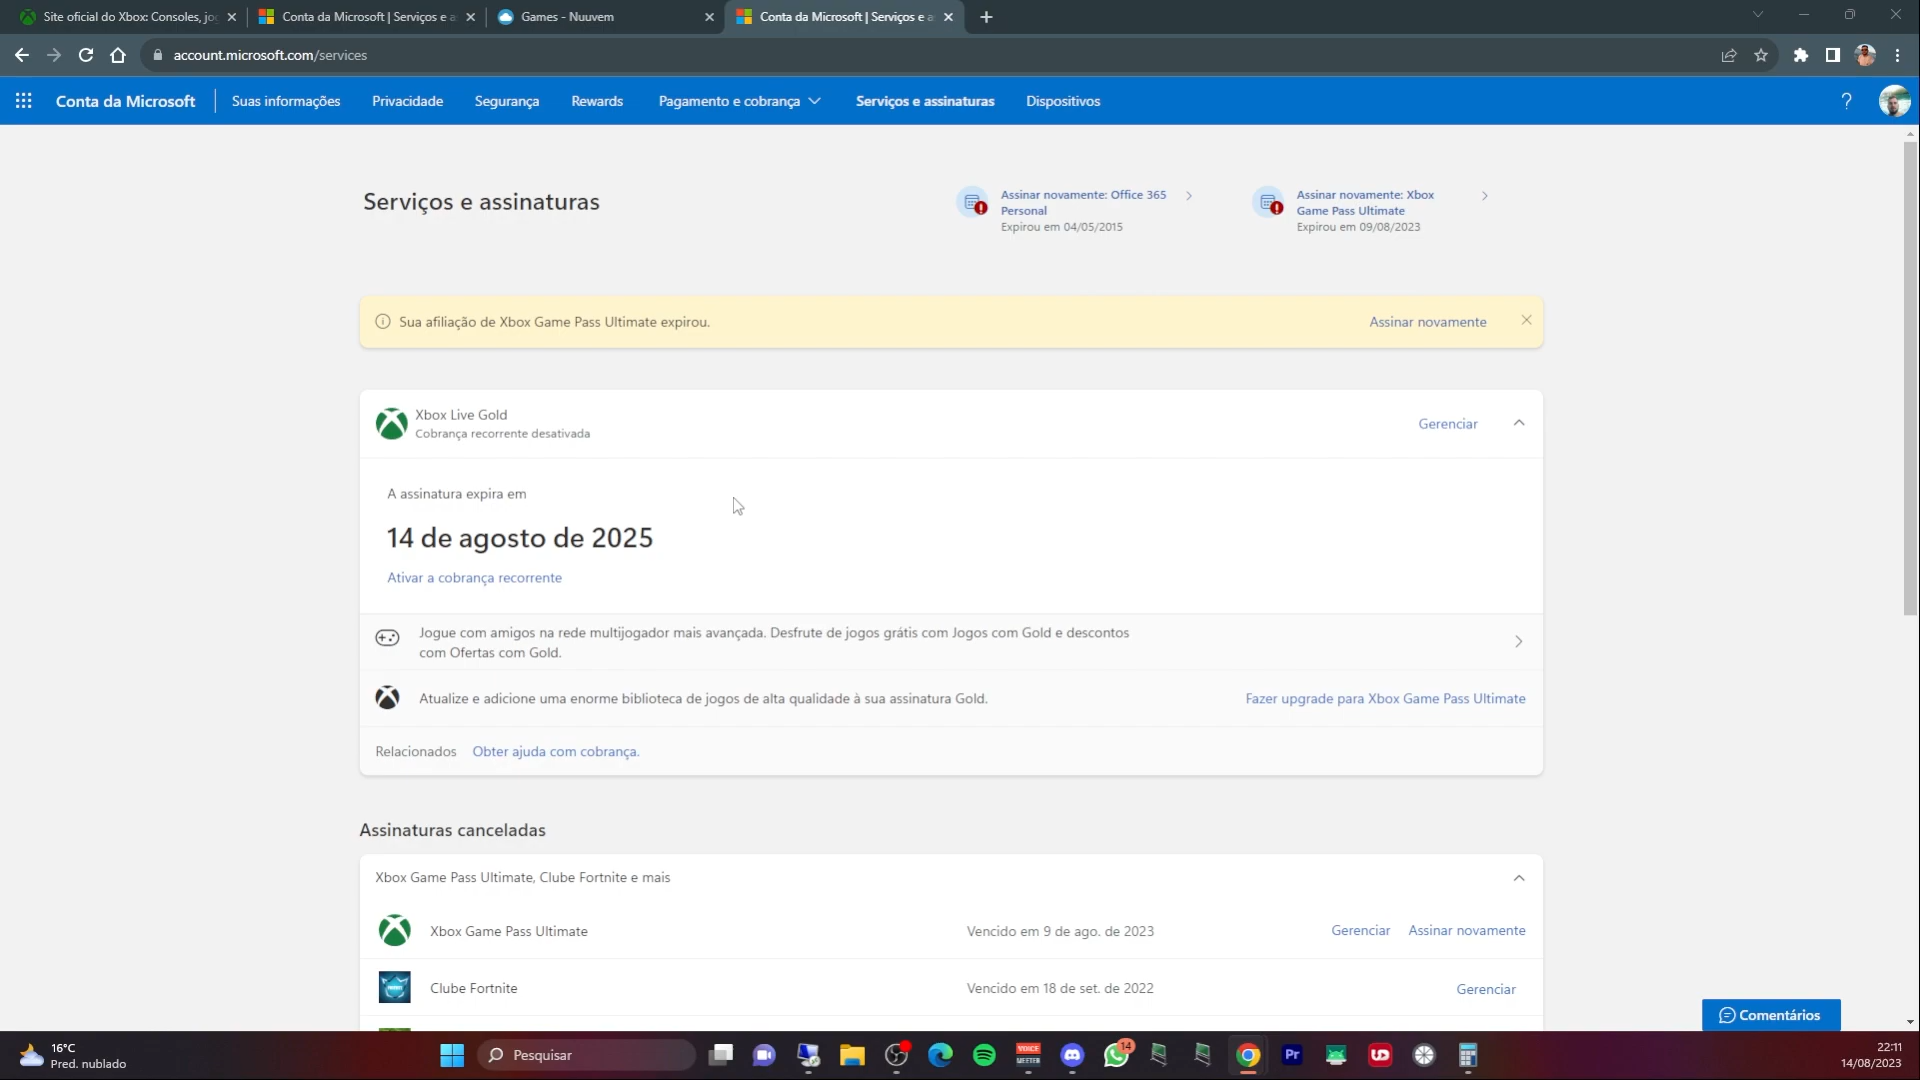 Site oficial do Xbox: Consoles, jo
Conta da Microsoft | Serviços e a
Games - Nuuvem
Conta da Microsoft | Serviços e a
account.microsoft.com/services
Conta da Microsoft
Suas informações
Privacidade
Segurança
Rewards
Pagamento e cobrança
Serviços e assinaturas
Dispositivos
?
Serviços e assinaturas
Assinar novamente: Office 365
Personal
Expirou em 04/05/2015
Assinar novamente: Xbox
Game Pass Ultimate
Expirou em 09/08/2023
Sua afiliação de Xbox Game Pass Ultimate expirou.
Assinar novamente
Xbox Live Gold
Cobrança recorrente desativada
Gerenciar
A assinatura expira em
14 de agosto de 2025
Ativar a cobrança recorrente
Jogue com amigos na rede multijogador mais avançada. Desfrute de jogos grátis com Jogos com Gold e descontos
com Ofertas com Gold.
Atualize e adicione uma enorme biblioteca de jogos de alta qualidade à sua assinatura Gold.
Fazer upgrade para Xbox Game Pass Ultimate
Relacionados
Obter ajuda com cobrança.
Assinaturas canceladas
Xbox Game Pass Ultimate, Clube Fortnite e mais
Xbox Game Pass Ultimate
Vencido em 9 de ago. de 2023
Gerenciar
Assinar novamente
Clube Fortnite
Vencido em 18 de set. de 2022
Gerenciar
Comentários
16°C
Pred. nublado
Pesquisar
VOICE
MEETER
14
Pr
UD
22:11
14/08/2023